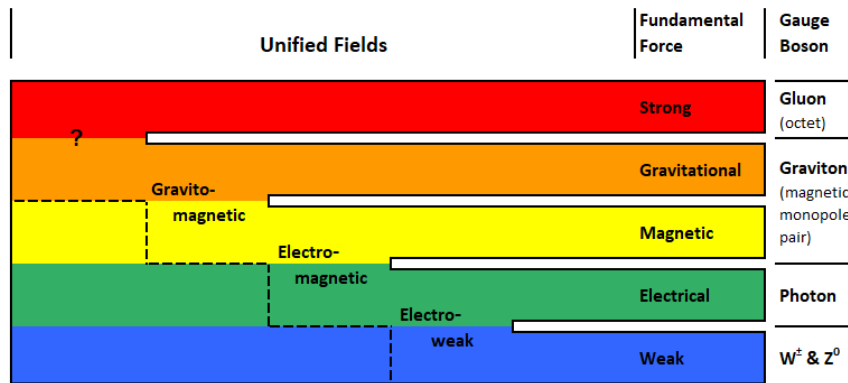 Unified Fields
Fundamental
Force
Gauge
Boson
Strong
Gluon
(octet)
?
Gravitational
Graviton
(magnetic
monopole
pair)
Gravito-
magnetic
Magnetic
Electro-
magnetic
Electrical
Photon
Electro-
weak
Weak
W± & Z⁰